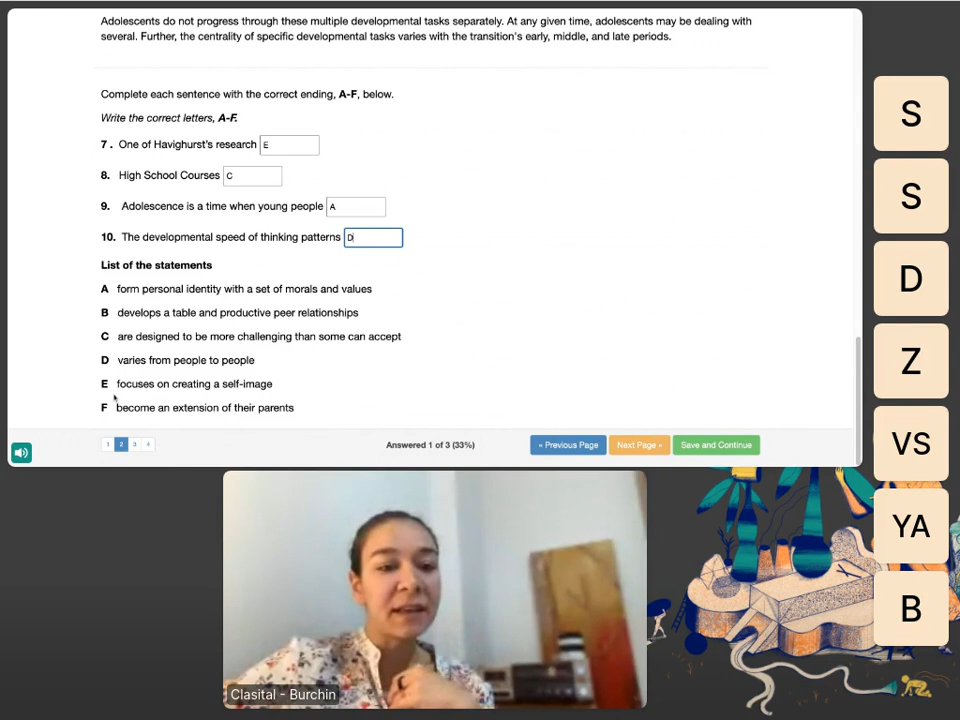 Adolescents do not progress through these multiple developmental tasks separately. At any given time, adolescents may be dealing with
several. Further, the centrality of specific developmental tasks varies with the transition's early, middle, and late periods.
Complete each sentence with the correct ending, A-F, below.
Write the correct letters, A-F.
7 . One of Havighurst's research E
8. High School Courses C
9. Adolescence is a time when young people A
10. The developmental speed of thinking patterns D
List of the statements
A form personal identity with a set of morals and values
B develops a table and productive peer relationships
C are designed to be more challenging than some can accept
D varies from people to people
E focuses on creating a self-image
F become an extension of their parents
1 2 3 4
Answered 1 of 3 (33%)
« Previous Page
Next Page »
Save and Continue
S
S
D
Z
VS
YA
B
Clasital - Burchin